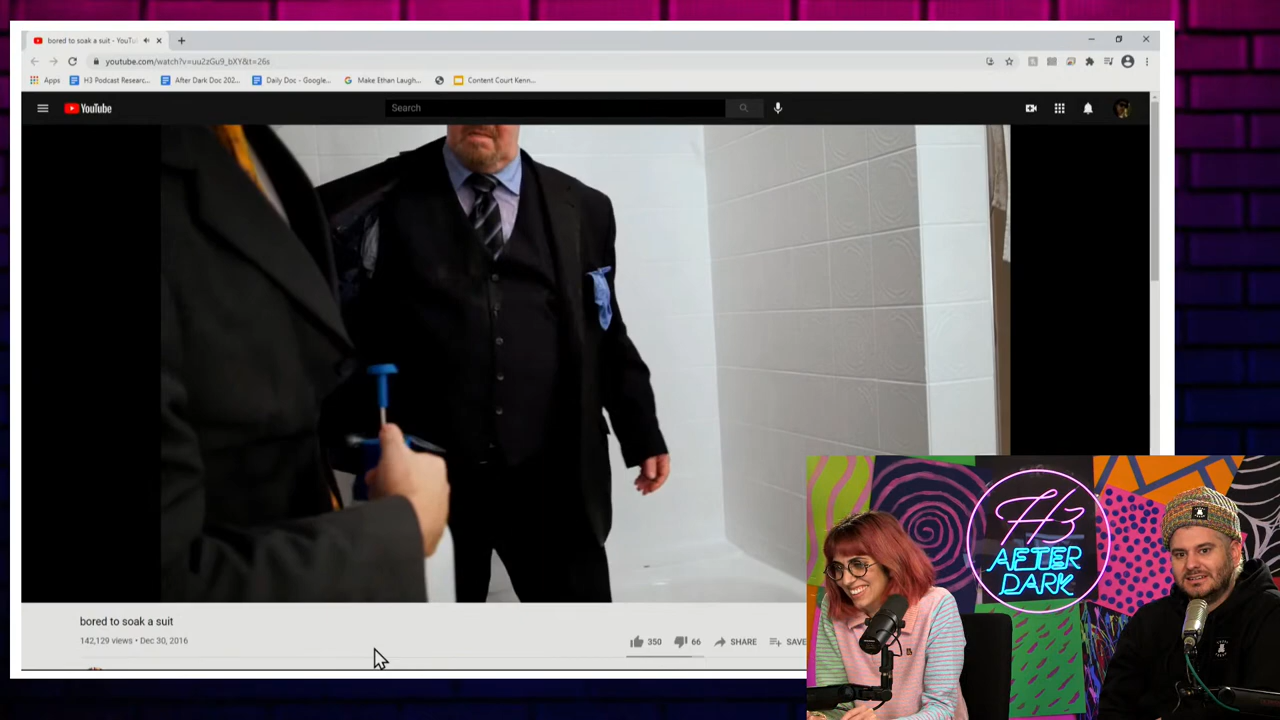 bored to soak a suit - YouTu
youtube.com/watch?v=uu2zGu9_bXY&t=26s
Apps
H3 Podcast Researc...
After Dark Doc 202...
Daily Doc - Google...
Make Ethan Laugh...
Content Court Kenn...
YouTube
Search
bored to soak a suit
142,129 views • Dec 30, 2016
350
66
SHARE
SAVE
H3
AFTER
DARK